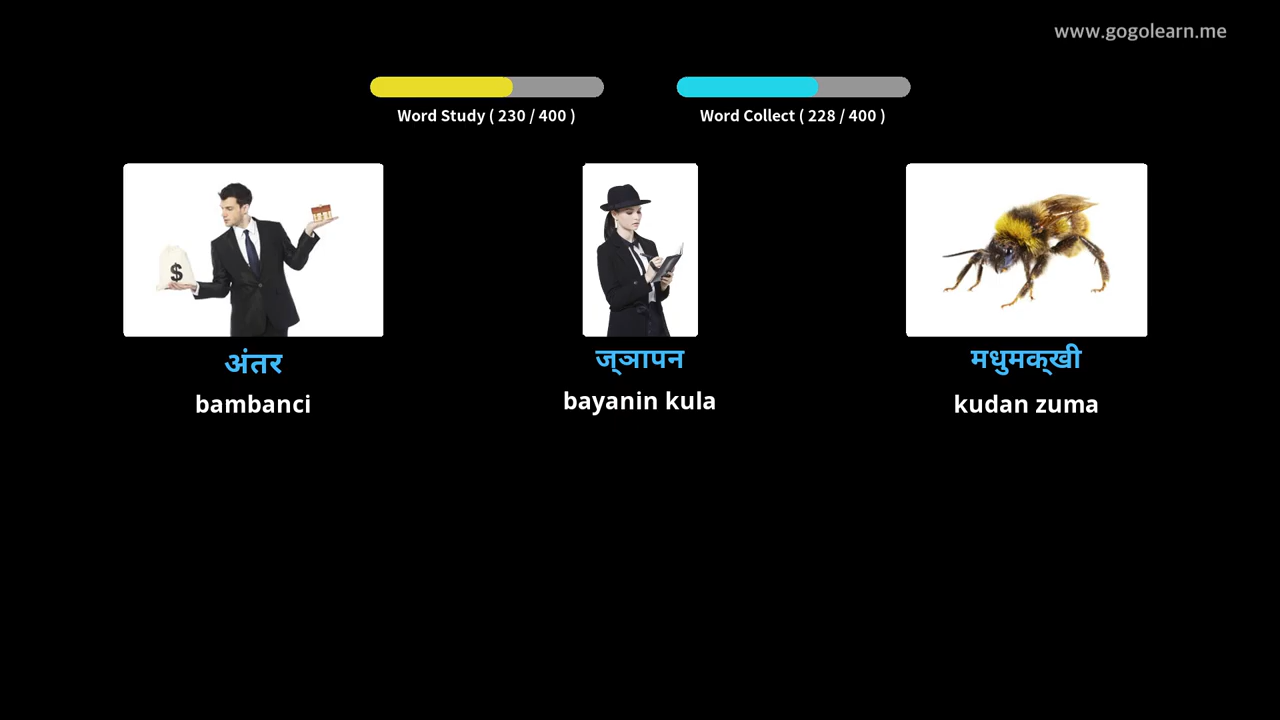 www.gogolearn.me
Word Study ( 230 / 400 )
Word Collect ( 228 / 400 )
$
अंतर
ज्ञापन
मधुमक्खी
bambanci
bayanin kula
kudan zuma